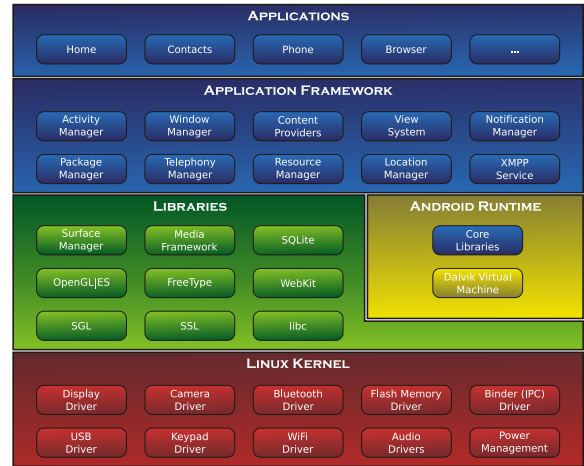 APPLICATIONS
Home
Contacts
Phone
Browser
...
APPLICATION FRAMEWORK
Activity
Manager
Window
Manager
Content
Providers
View
System
Notification
Manager
Package
Manager
Telephony
Manager
Resource
Manager
Location
Manager
XMPP
Service
LIBRARIES
Surface
Manager
Media
Framework
SQLite
OpenGL|ES
FreeType
WebKit
SGL
SSL
libc
ANDROID RUNTIME
Core
Libraries
Dalvik Virtual
Machine
LINUX KERNEL
Display
Driver
Camera
Driver
Bluetooth
Driver
Flash Memory
Driver
Binder (IPC)
Driver
USB
Driver
Keypad
Driver
WiFi
Driver
Audio
Drivers
Power
Management